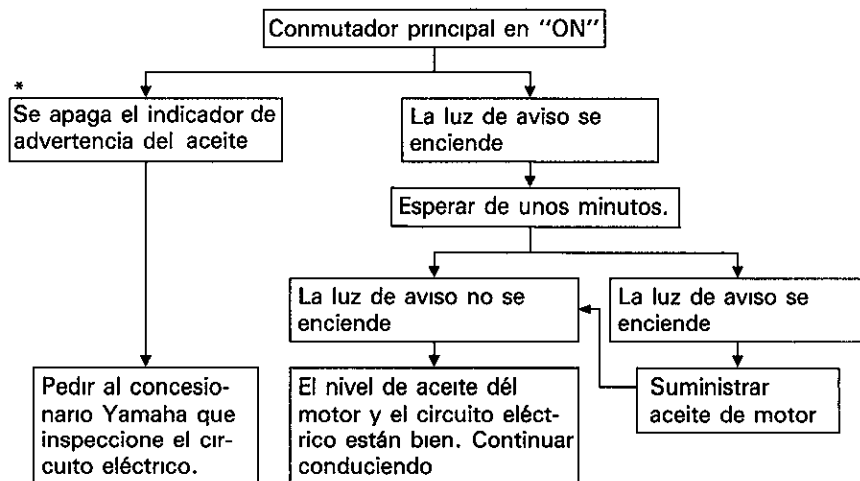 Conmutador principal en "ON"
*
Se apaga el indicador de
advertencia del aceite
La luz de aviso se
enciende
Esperar de unos minutos.
La luz de aviso no se
enciende
La luz de aviso se
enciende
Pedir al concesio-
nario Yamaha que
inspeccione el cir-
cuito eléctrico.
El nivel de aceite dél
motor y el circuito eléct-
rico están bien. Continuar
conduciendo
Suministrar
aceite de motor